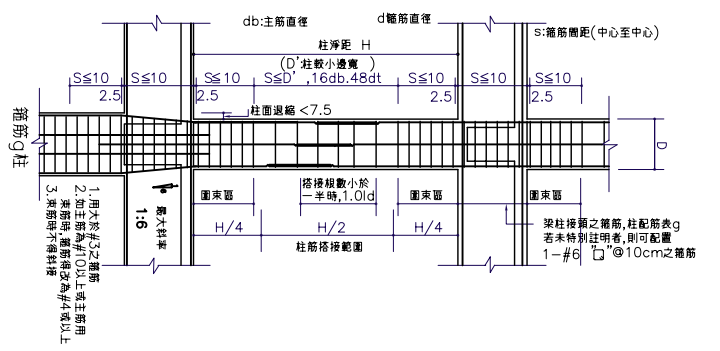 db:主筋直徑
d箍筋直徑
s:箍筋間距(中心至中心)
柱淨距 H
(D':柱較小邊寬 )
S≦10
S≦10
S≦10
S≦D' ,16db.48dt
S≦10
S≦10
S≦10
2.5
2.5
2.5
2.5
柱面退縮 <7.5
箍筋g柱
D
圍束區
搭接根數小於
一半時,1.0ld
圍束區
圍束區
H/4
H/2
H/4
柱筋搭接範圍
最大斜率
1:6
梁柱接頭之箍筋,柱配筋表g
若未特別註明者,則可配置
1-#6 "口"@10cm之箍筋
1.用大於#3之箍筋
2.如主筋為#10以上或主筋用
束筋時,箍筋得改為#4或以上
3.束筋時不得斜接